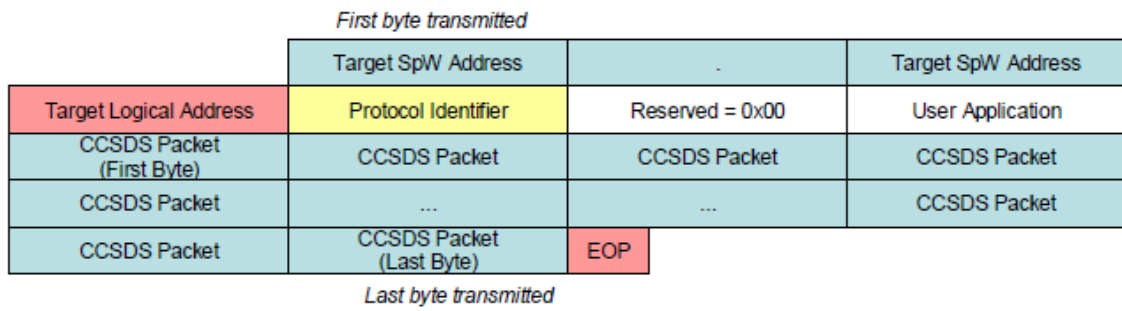 First byte transmitted
Target SpW Address . Target SpW Address
Target Logical Address Protocol Identifier Reserved = 0x00 User Application
CCSDS Packet
(First Byte) CCSDS Packet CCSDS Packet CCSDS Packet
CCSDS Packet ... ... CCSDS Packet
CCSDS Packet CCSDS Packet
(Last Byte) EOP
Last byte transmitted